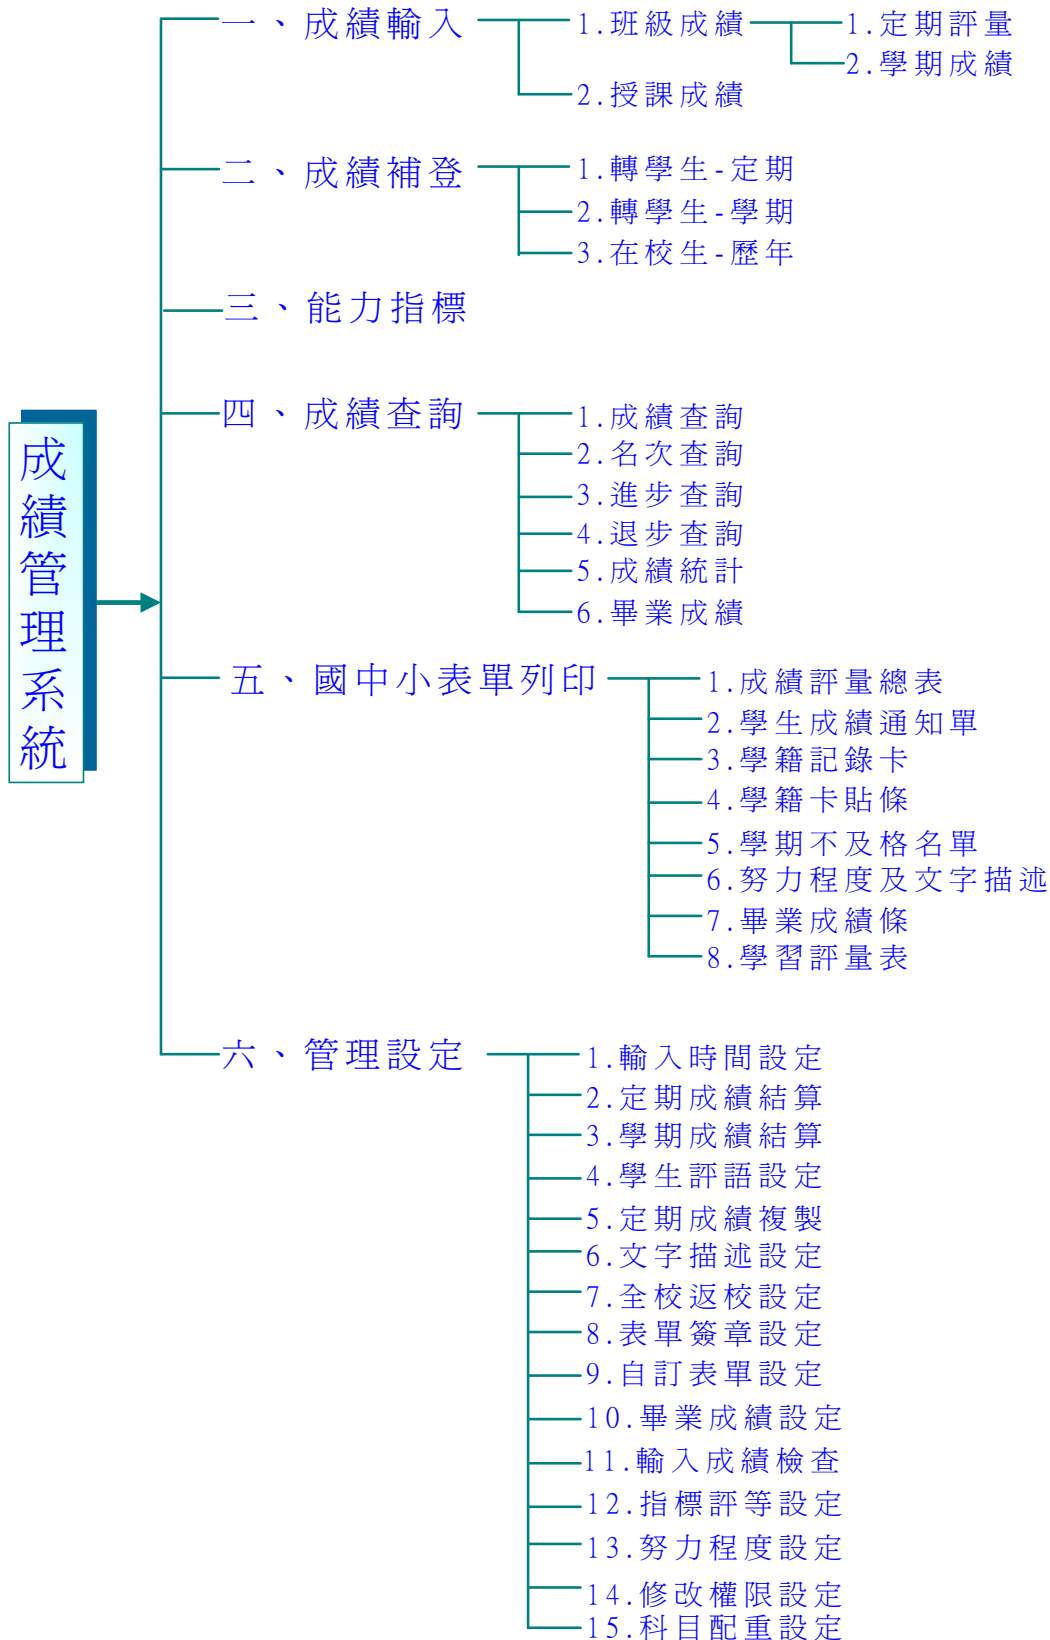 成績管理系統
一、成績輸入
1.班級成績
1.定期評量
2.學期成績
2.授課成績
二、成績補登
1.轉學生-定期
2.轉學生-學期
3.在校生-歷年
三、能力指標
四、成績查詢
1.成績查詢
2.名次查詢
3.進步查詢
4.退步查詢
5.成績統計
6.畢業成績
五、國中小表單列印
1.成績評量總表
2.學生成績通知單
3.學籍記錄卡
4.學籍卡貼條
5.學期不及格名單
6.努力程度及文字描述
7.畢業成績條
8.學習評量表
六、管理設定
1.輸入時間設定
2.定期成績結算
3.學期成績結算
4.學生評語設定
5.定期成績複製
6.文字描述設定
7.全校返校設定
8.表單簽章設定
9.自訂表單設定
10.畢業成績設定
11.輸入成績檢查
12.指標評等設定
13.努力程度設定
14.修改權限設定
15.科目配重設定